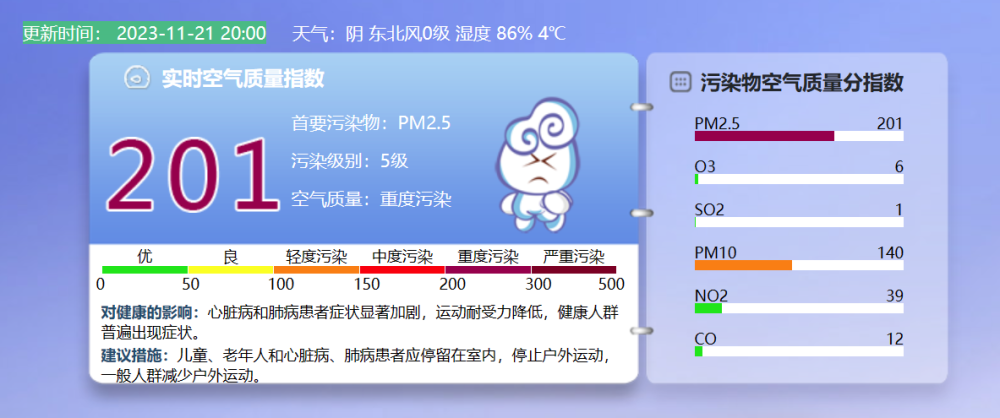 更新时间： 2023-11-21 20:00 天气：阴 东北风0级 湿度 86% 4℃
实时空气质量指数
201
首要污染物：PM2.5
污染级别：5级
空气质量：重度污染
优 良 轻度污染 中度污染 重度污染 严重污染
0 50 100 150 200 300 500
对健康的影响：心脏病和肺病患者症状显著加剧，运动耐受力降低，健康人群
普遍出现症状。
建议措施：儿童、老年人和心脏病、肺病患者应停留在室内，停止户外运动，
一般人群减少户外运动。
污染物空气质量分指数
PM2.5 201
O3 6
SO2 1
PM10 140
NO2 39
CO 12